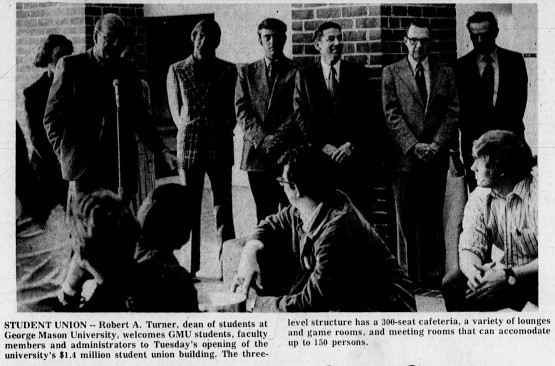 STUDENT UNION -- Robert A. Turner, dean of students at
George Mason University, welcomes GMU students, faculty
members and administrators to Tuesday's opening of the
university's $1.4 million student union building. The three-
level structure has a 300-seat cafeteria, a variety of lounges
and game rooms, and meeting rooms that can accomodate
up to 150 persons.